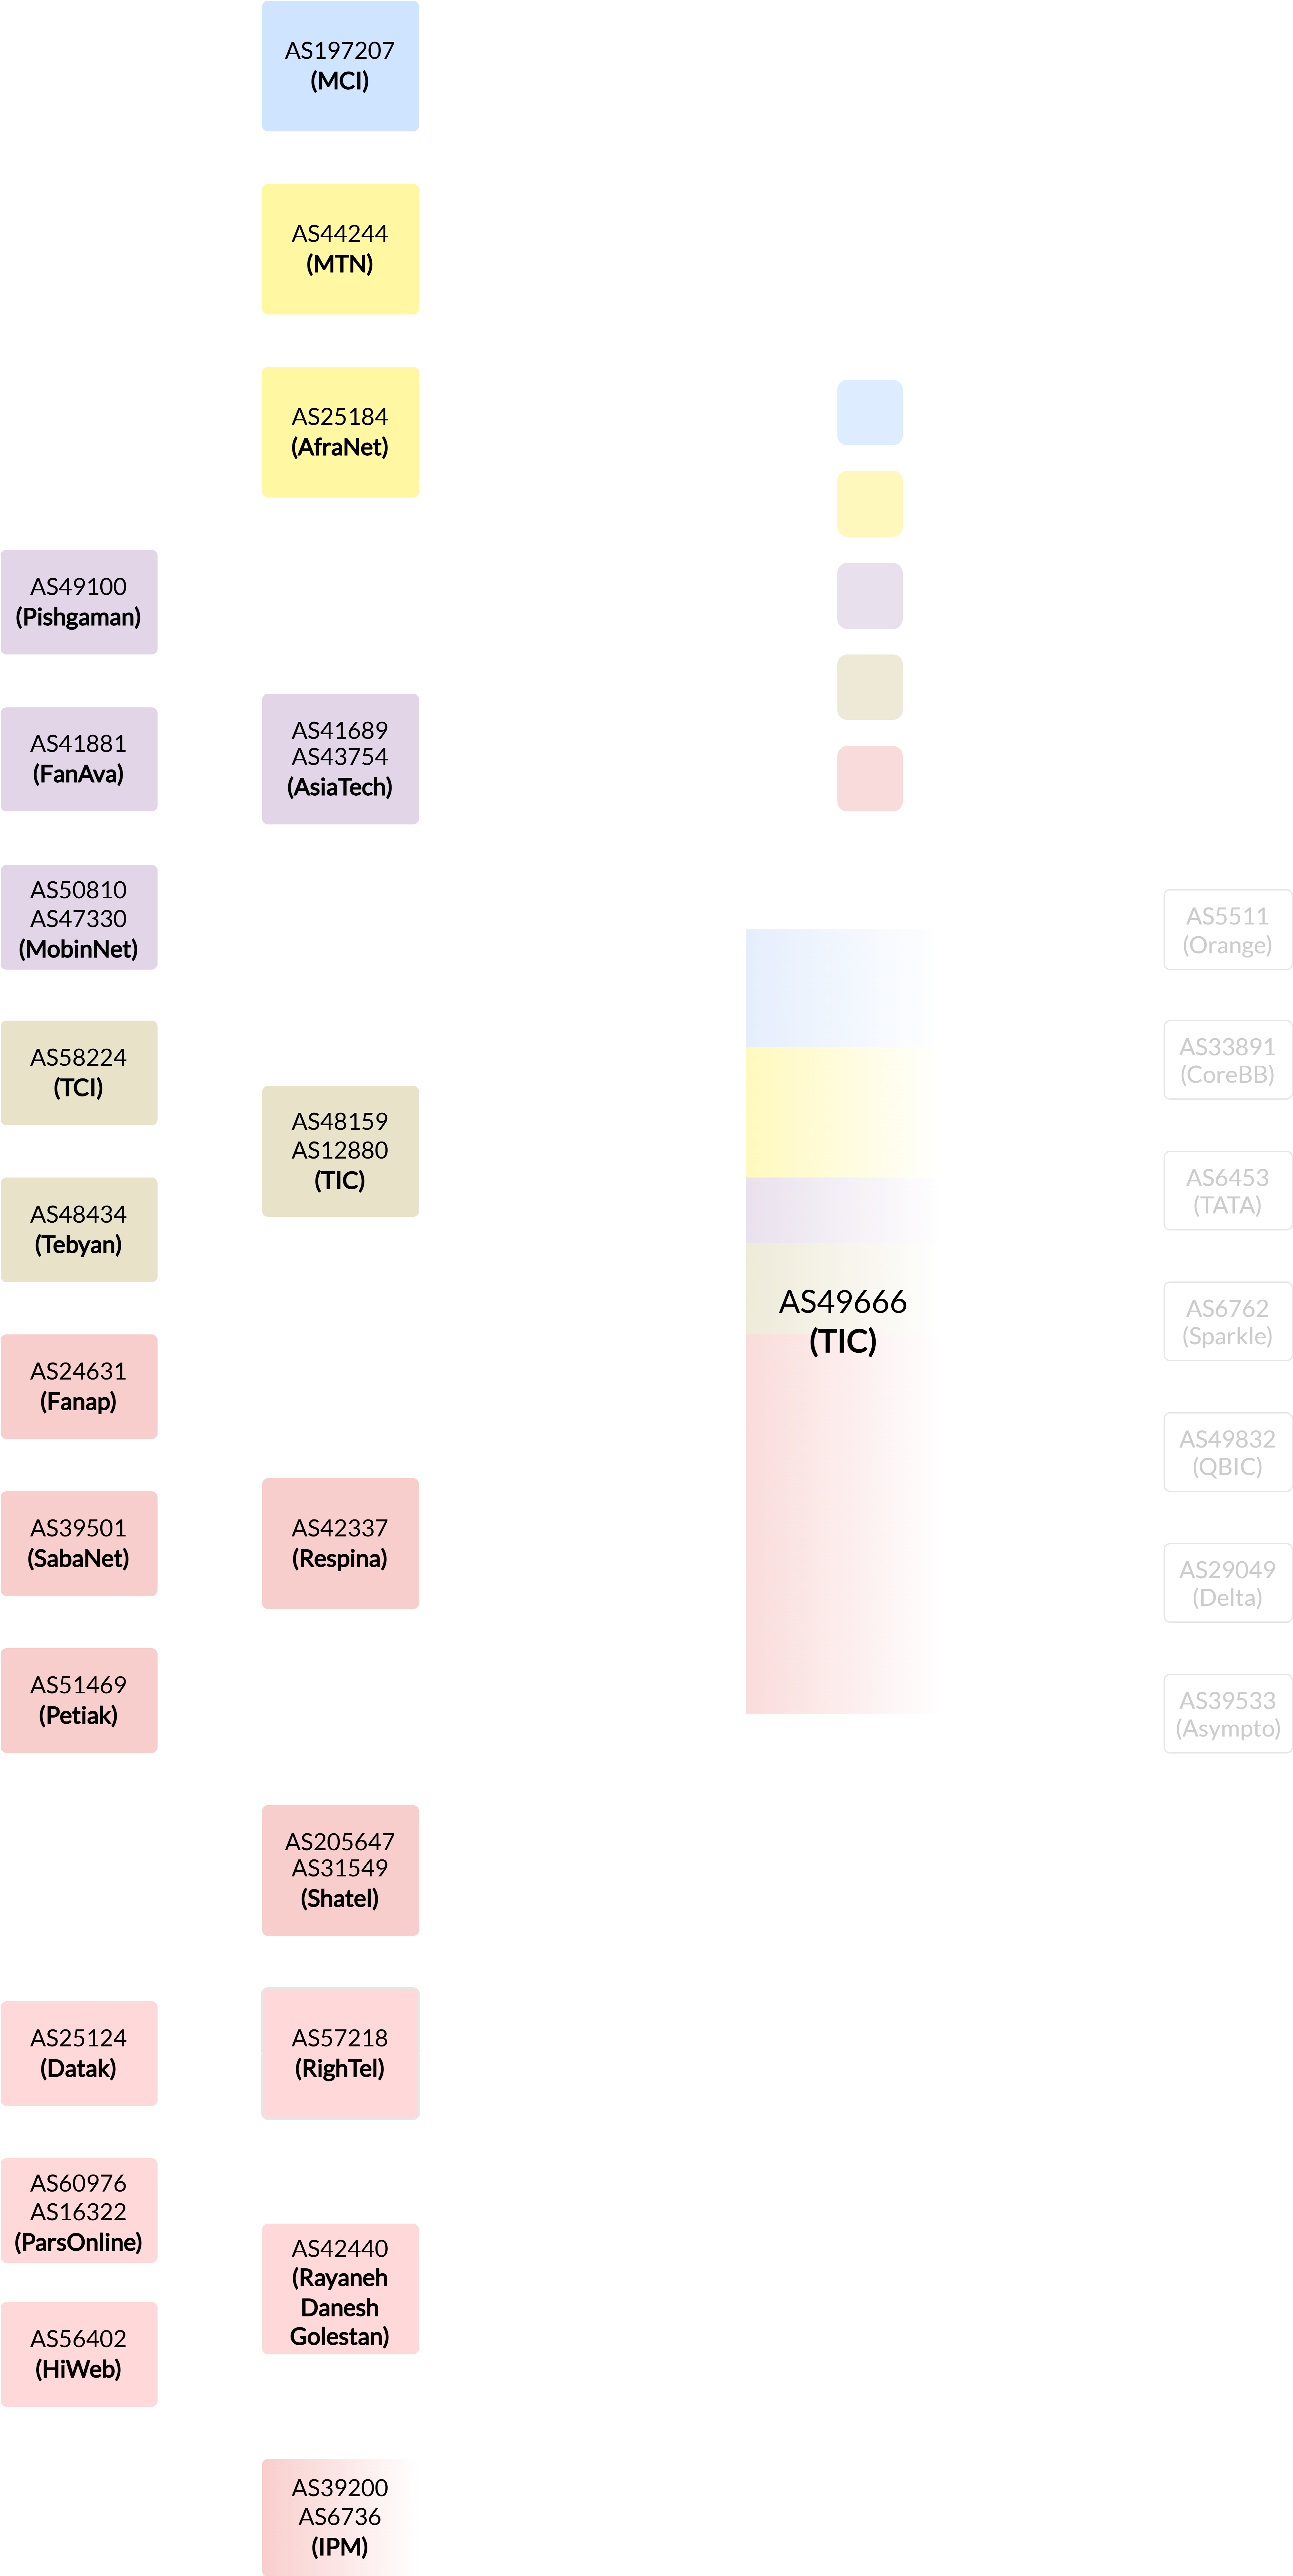 AS197207
(MCI)
AS44244
(MTN)
AS25184
(AfraNet)
AS49100
(Pishgaman)
AS41881
(FanAva)
AS41689
AS43754
(AsiaTech)
AS50810
AS47330
(MobinNet)
AS58224
(TCI)
AS48159
AS12880
(TIC)
AS48434
(Tebyan)
AS24631
(Fanap)
AS39501
(SabaNet)
AS42337
(Respina)
AS51469
(Petiak)
AS205647
AS31549
(Shatel)
AS25124
(Datak)
AS57218
(RighTel)
AS60976
AS16322
(ParsOnline)
AS42440
(Rayaneh
Danesh
Golestan)
AS56402
(HiWeb)
AS39200
AS6736
(IPM)
AS49666
(TIC)
AS5511
(Orange)
AS33891
(CoreBB)
AS6453
(TATA)
AS6762
(Sparkle)
AS49832
(QBIC)
AS29049
(Delta)
AS39533
(Asympto)